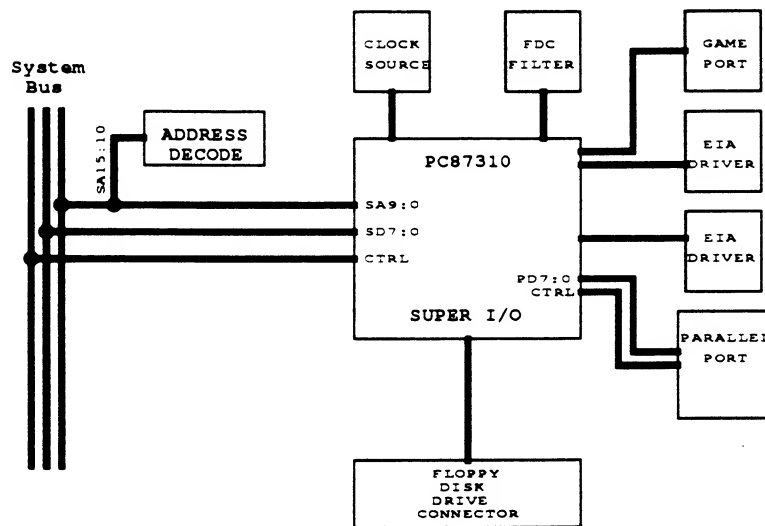 System
Bus
SA15:10
ADDRESS
DECODE
CLOCK
SOURCE
FDC
FILTER
GAME
PORT
PC87310
EIA
DRIVER
SA9:0
SD7:0
CTRL
EIA
DRIVER
PD7:0
CTRL
SUPER I/O
PARALLEL
PORT
FLOPPY
DISK
DRIVE
CONNECTOR